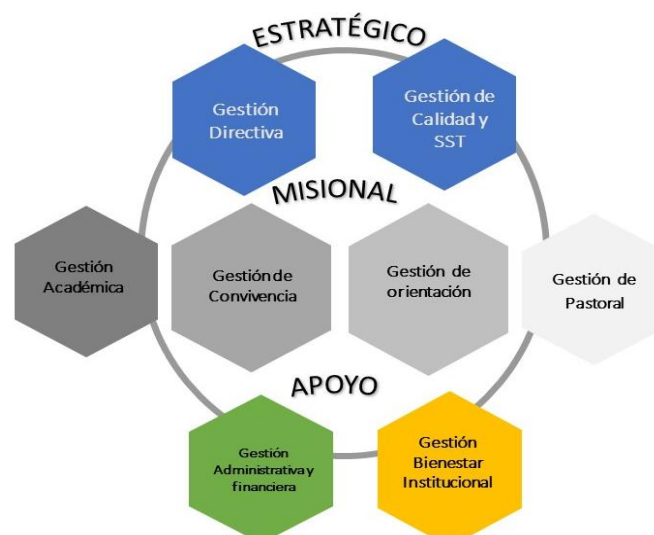 ESTRATÉGICO
Gestión
Directiva
Gestión de
Calidad y
SST
MISIONAL
Gestión
Académica
Gestión de
Convivencia
Gestión de
orientación
Gestión de
Pastoral
APOYO
Gestión
Administrativa y
financiera
Gestión
Bienestar
Institucional